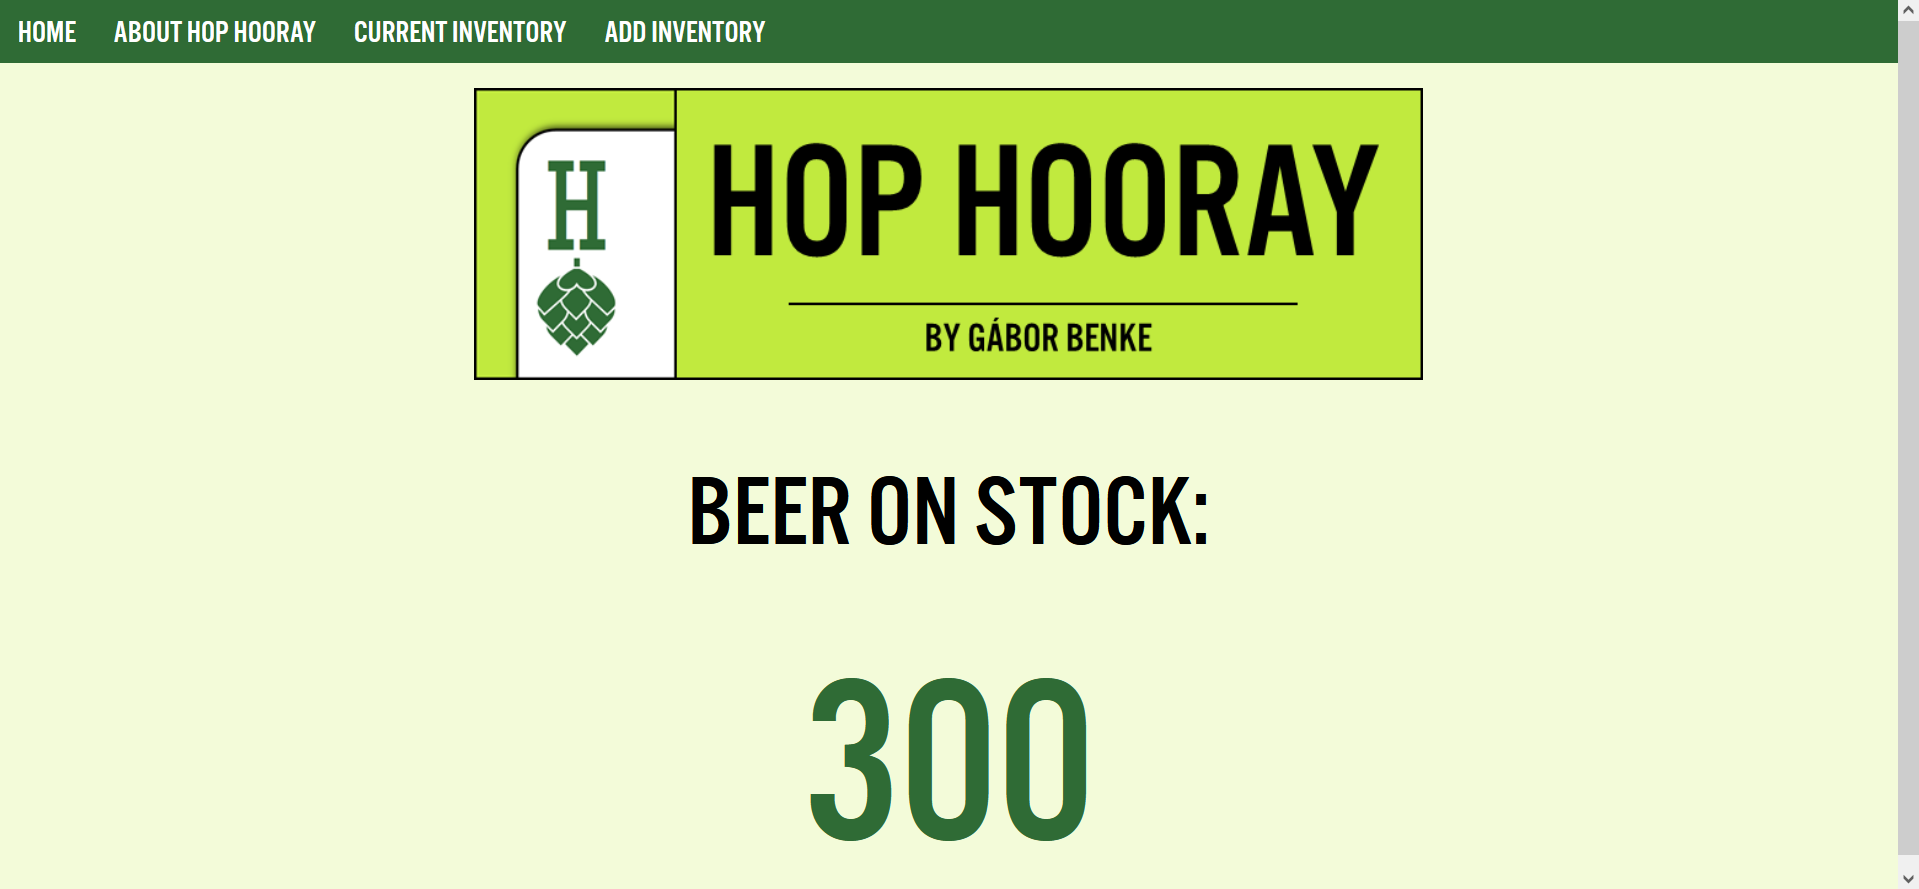 HOME ABOUT HOP HOORAY CURRENT INVENTORY ADD INVENTORY
H
HOP HOORAY
BY GÁBOR BENKE
BEER ON STOCK:
300